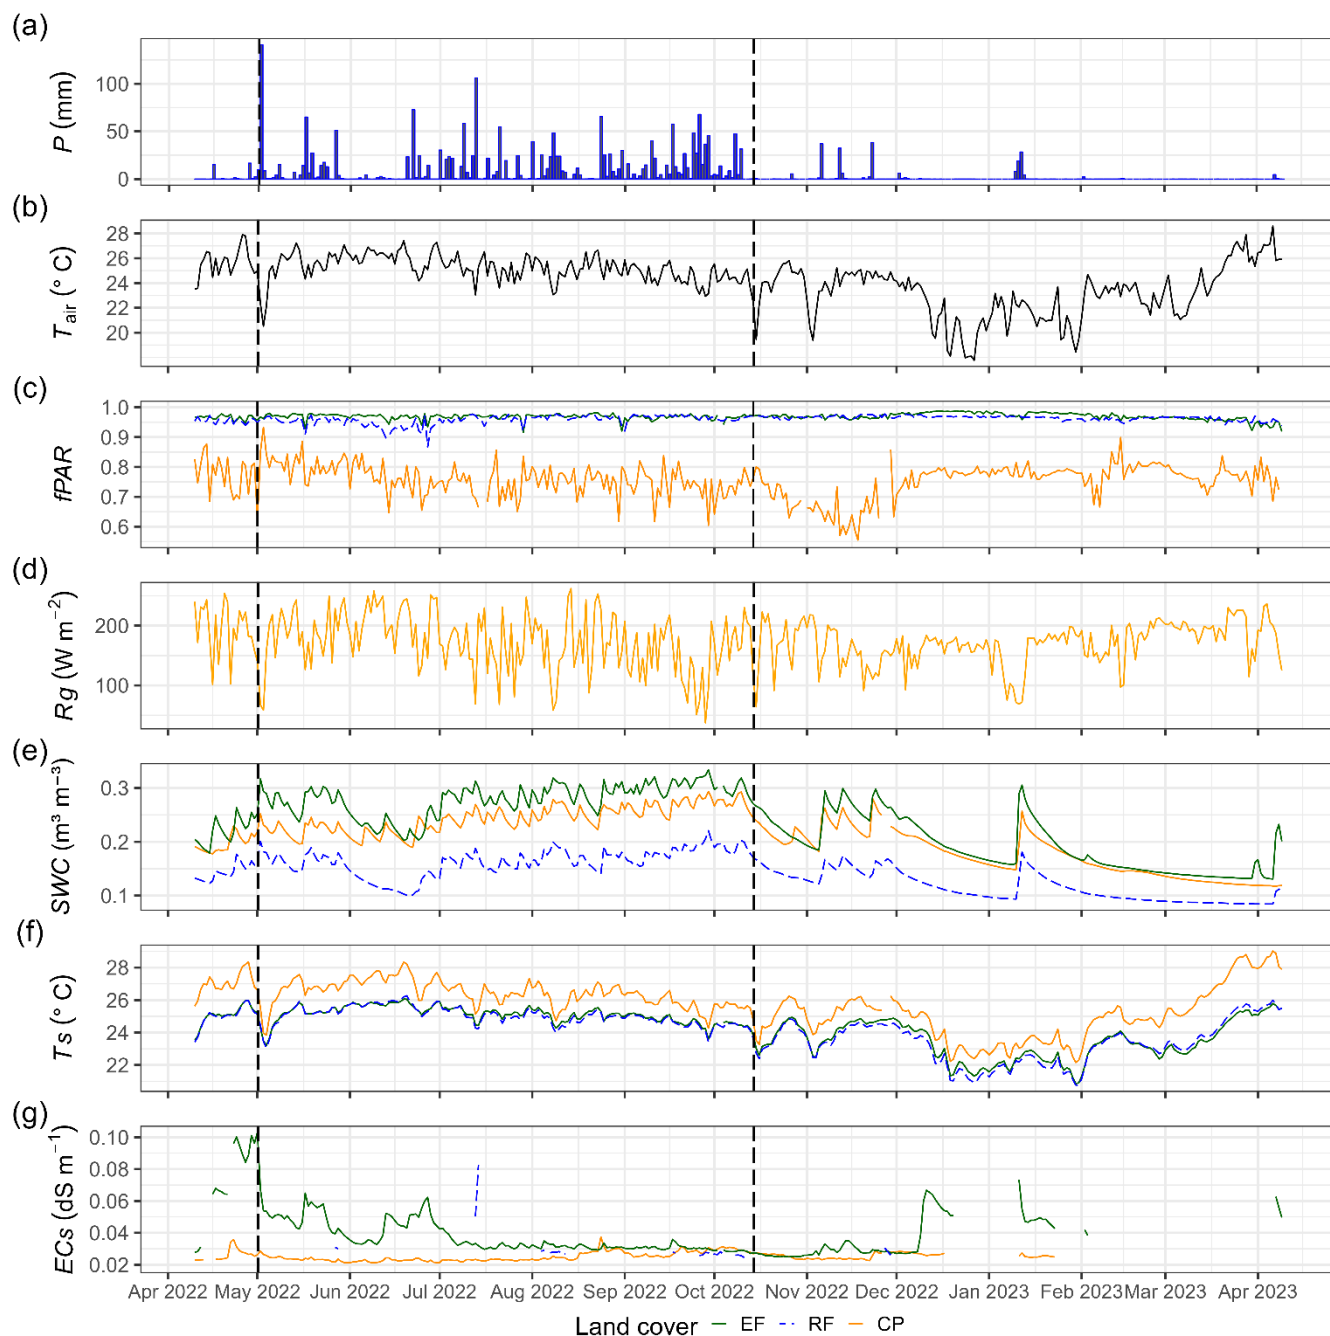 (a)
P (mm)
100
50
0
(b)
Tair (° C)
28
26
24
22
20
(c)
fPAR
1.0
0.9
0.8
0.7
0.6
(d)
Rg (W m⁻²)
200
100
(e)
SWC (m³ m⁻³)
0.3
0.2
0.1
(f)
Ts (° C)
28
26
24
22
(g)
ECs (dS m⁻¹)
0.10
0.08
0.06
0.04
0.02
Apr 2022 May 2022 Jun 2022 Jul 2022 Aug 2022 Sep 2022 Oct 2022 Nov 2022 Dec 2022 Jan 2023 Feb 2023 Mar 2023 Apr 2023
Land cover EF RF CP